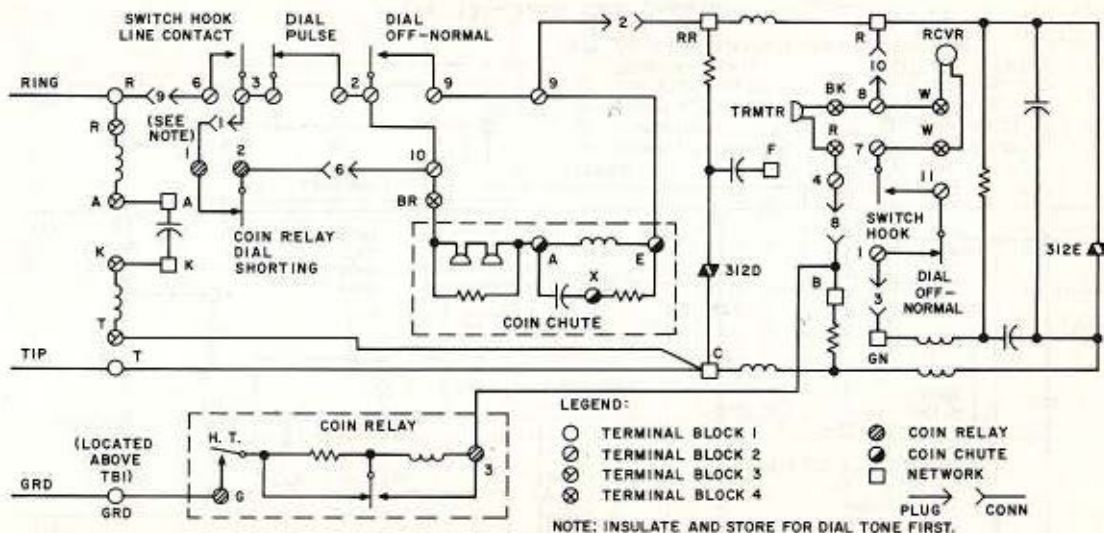 SWITCH HOOK
LINE CONTACT
DIAL
PULSE
DIAL
OFF-NORMAL
2
RR
R
RCVR
RING
R
9
6
3
2
9
9
10
BK
8
W
TRMTR
(SEE
NOTE)
1
R
1
2
6
10
F
R
7
W
4
11
A
A
BR
8
SWITCH
HOOK
COIN RELAY
DIAL
SHORTING
K
K
A
X
E
312D
B
1
312E
3
DIAL
OFF-
NORMAL
COIN CHUTE
GN
T
TIP
T
C
COIN RELAY
H. T.
(LOCATED
ABOVE
TB1)
GRD
GRD
G
3
LEGEND:
TERMINAL BLOCK 1
TERMINAL BLOCK 2
TERMINAL BLOCK 3
TERMINAL BLOCK 4
COIN RELAY
COIN CHUTE
NETWORK
PLUG
CONN
NOTE: INSULATE AND STORE FOR DIAL TONE FIRST.